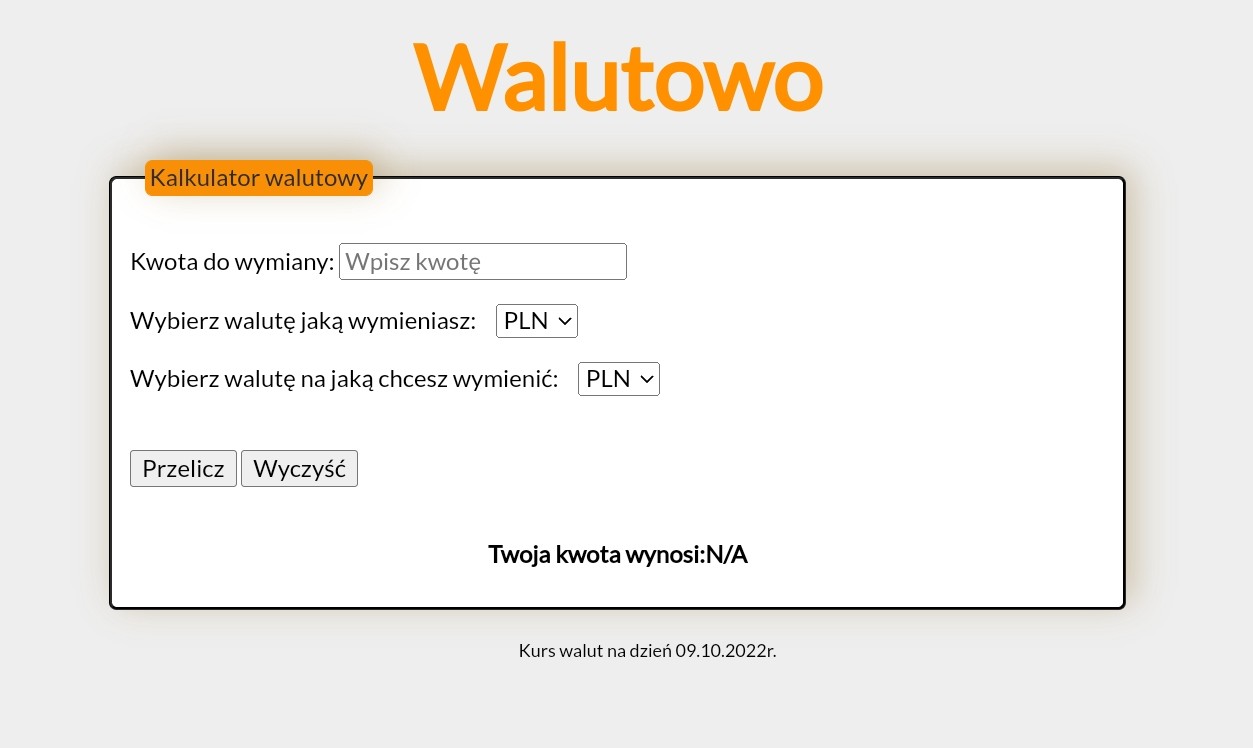 Walutowo
Kalkulator walutowy
Kwota do wymiany: Wpisz kwotę
Wybierz walutę jaką wymieniasz: PLN
Wybierz walutę na jaką chcesz wymienić: PLN
Przelicz Wyczyść
Twoja kwota wynosi:N/A
Kurs walut na dzień 09.10.2022r.